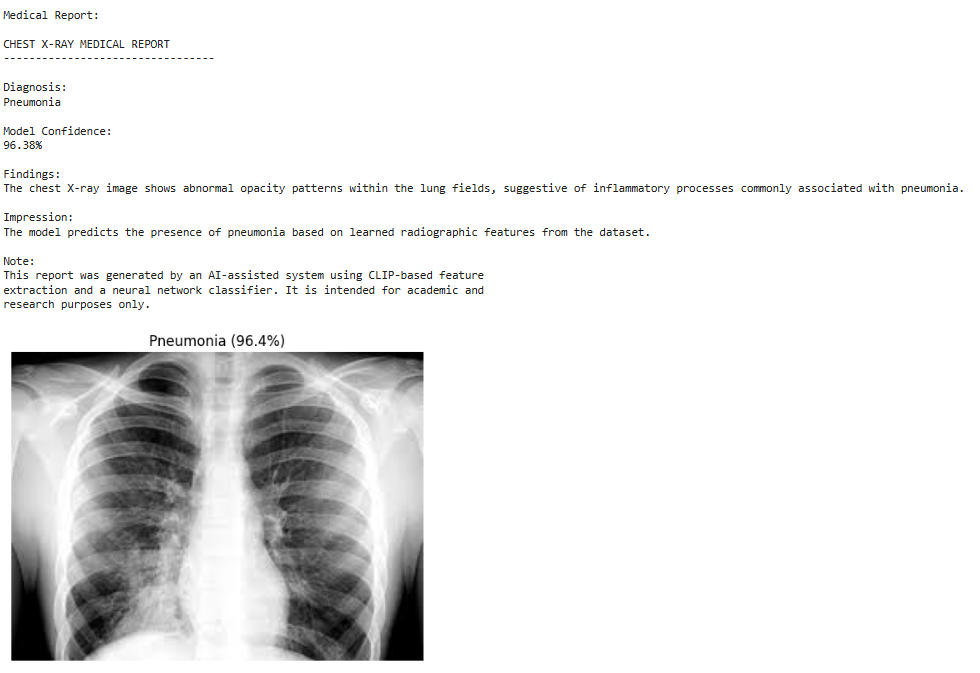 Medical Report:
CHEST X-RAY MEDICAL REPORT
---------------------------------
Diagnosis:
Pneumonia
Model Confidence:
96.38%
Findings:
The chest X-ray image shows abnormal opacity patterns within the lung fields, suggestive of inflammatory processes commonly associated with pneumonia.
Impression:
The model predicts the presence of pneumonia based on learned radiographic features from the dataset.
Note:
This report was generated by an AI-assisted system using CLIP-based feature
extraction and a neural network classifier. It is intended for academic and
research purposes only.
Pneumonia (96.4%)